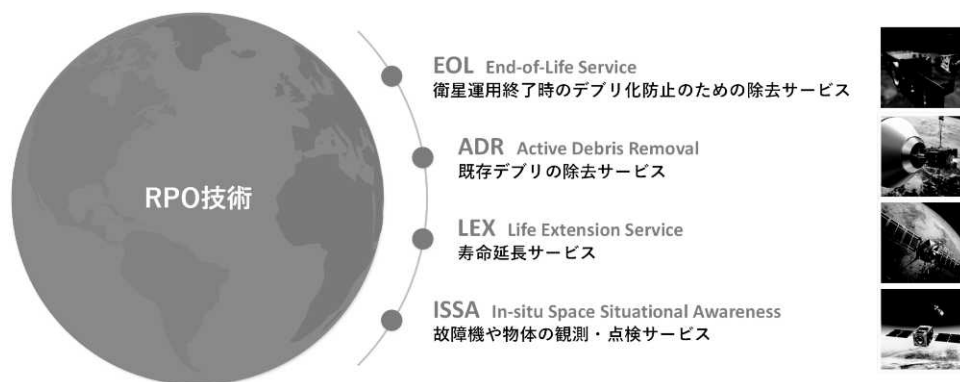 RPO技術
EOL End-of-Life Service
衛星運用終了時のデブリ化防止のための除去サービス
ADR Active Debris Removal
既存デブリの除去サービス
LEX Life Extension Service
寿命延長サービス
ISSA In-situ Space Situational Awareness
故障機や物体の観測・点検サービス